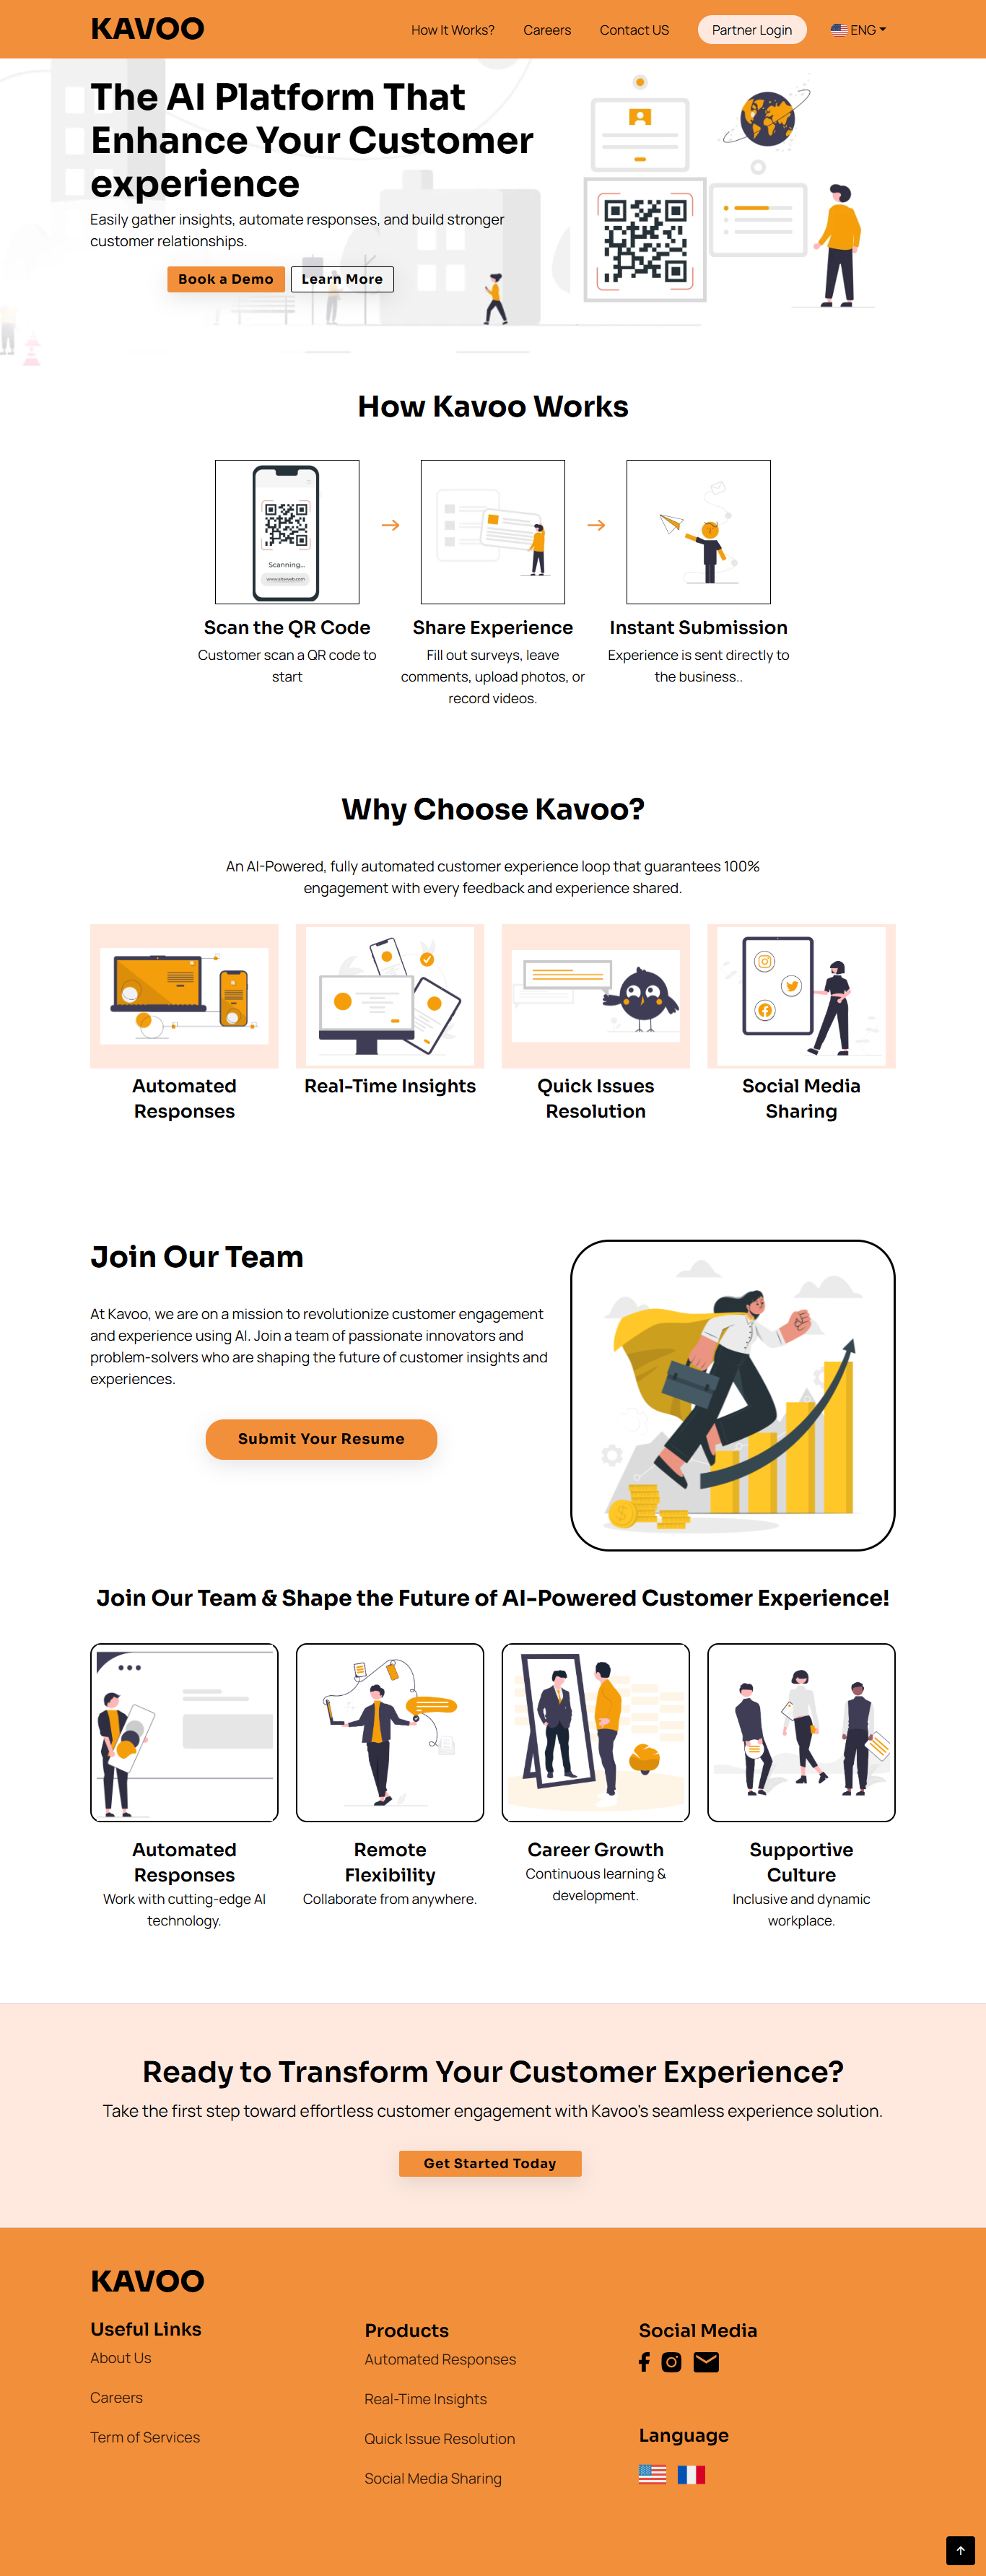 KAVOO
How It Works?
Careers
Contact US
Partner Login
ENG
The AI Platform That
Enhance Your Customer
experience
Easily gather insights, automate responses, and build stronger
customer relationships.
Book a Demo
Learn More
How Kavoo Works
Scanning...
Scan the QR Code
Customer scan a QR code to
start
Share Experience
Fill out surveys, leave
comments, upload photos, or
record videos.
Instant Submission
Experience is sent directly to
the business..
Why Choose Kavoo?
An AI-Powered, fully automated customer experience loop that guarantees 100%
engagement with every feedback and experience shared.
Automated
Responses
Real-Time Insights
Quick Issues
Resolution
Social Media
Sharing
Join Our Team
At Kavoo, we are on a mission to revolutionize customer engagement
and experience using AI. Join a team of passionate innovators and
problem-solvers who are shaping the future of customer insights and
experiences.
Submit Your Resume
Join Our Team & Shape the Future of AI-Powered Customer Experience!
Automated
Responses
Work with cutting-edge AI
technology.
Remote
Flexibility
Collaborate from anywhere.
Career Growth
Continuous learning &
development.
Supportive
Culture
Inclusive and dynamic
workplace.
Ready to Transform Your Customer Experience?
Take the first step toward effortless customer engagement with Kavoo's seamless experience solution.
Get Started Today
KAVOO
Useful Links
About Us
Careers
Term of Services
Products
Automated Responses
Real-Time Insights
Quick Issue Resolution
Social Media Sharing
Social Media
Language